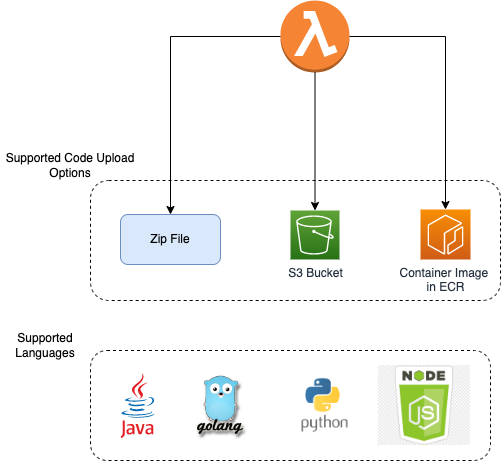 Supported Code Upload
Options
Zip File
S3 Bucket
Container Image
in ECR
Supported
Languages
Java
golang
python
NODE
JS